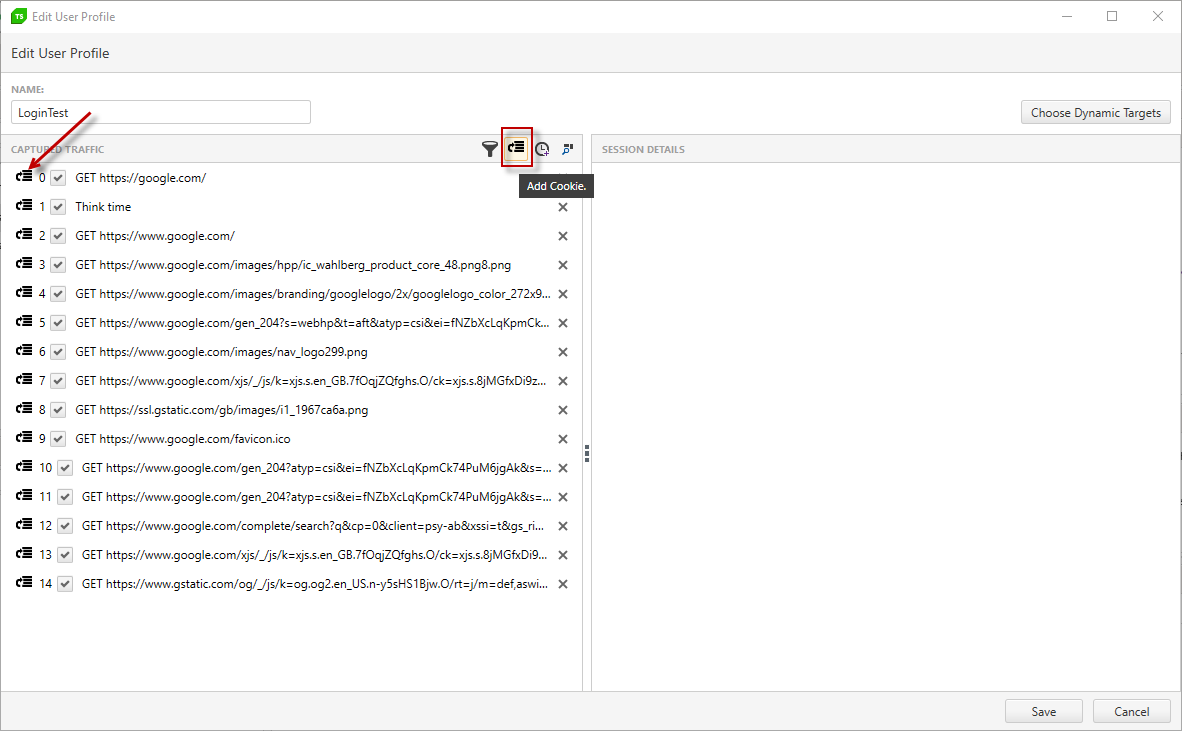 TS Edit User Profile
Edit User Profile
NAME:
LoginTest
Choose Dynamic Targets
CAPTURED TRAFFIC
SESSION DETAILS
Add Cookie.
0 GET https://google.com/
1 Think time
2 GET https://www.google.com/
3 GET https://www.google.com/images/hpp/ic_wahlberg_product_core_48.png8.png
4 GET https://www.google.com/images/branding/googlelogo/2x/googlelogo_color_272x9...
5 GET https://www.google.com/gen_204?s=webhp&t=aft&atyp=csi&ei=fNZbXcLqKpmCk...
6 GET https://www.google.com/images/nav_logo299.png
7 GET https://www.google.com/xjs/_/js/k=xjs.s.en_GB.7fOqjZQfghs.O/ck=xjs.s.8jMGfxDi9z...
8 GET https://ssl.gstatic.com/gb/images/i1_1967ca6a.png
9 GET https://www.google.com/favicon.ico
10 GET https://www.google.com/gen_204?atyp=csi&ei=fNZbXcLqKpmCk74PuM6jgAk&s=...
11 GET https://www.google.com/gen_204?atyp=csi&ei=fNZbXcLqKpmCk74PuM6jgAk&s=...
12 GET https://www.google.com/complete/search?q&cp=0&client=psy-ab&xssi=t&gs_ri...
13 GET https://www.google.com/xjs/_/js/k=xjs.s.en_GB.7fOqjZQfghs.O/ck=xjs.s.8jMGfxDi9...
14 GET https://www.gstatic.com/og/_/js/k=og.og2.en_US.n-y5sHS1Bjw.O/rt=j/m=def,aswi...
Save
Cancel